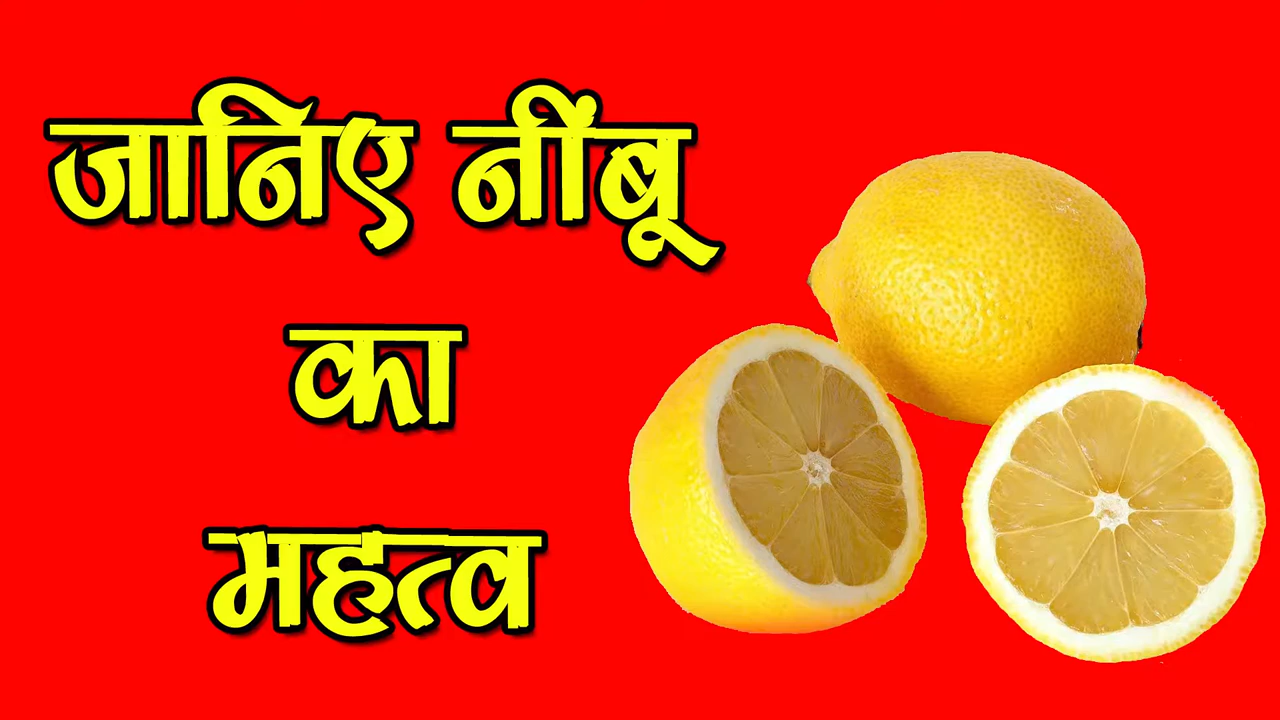 जानिए नींबू
का
महत्व